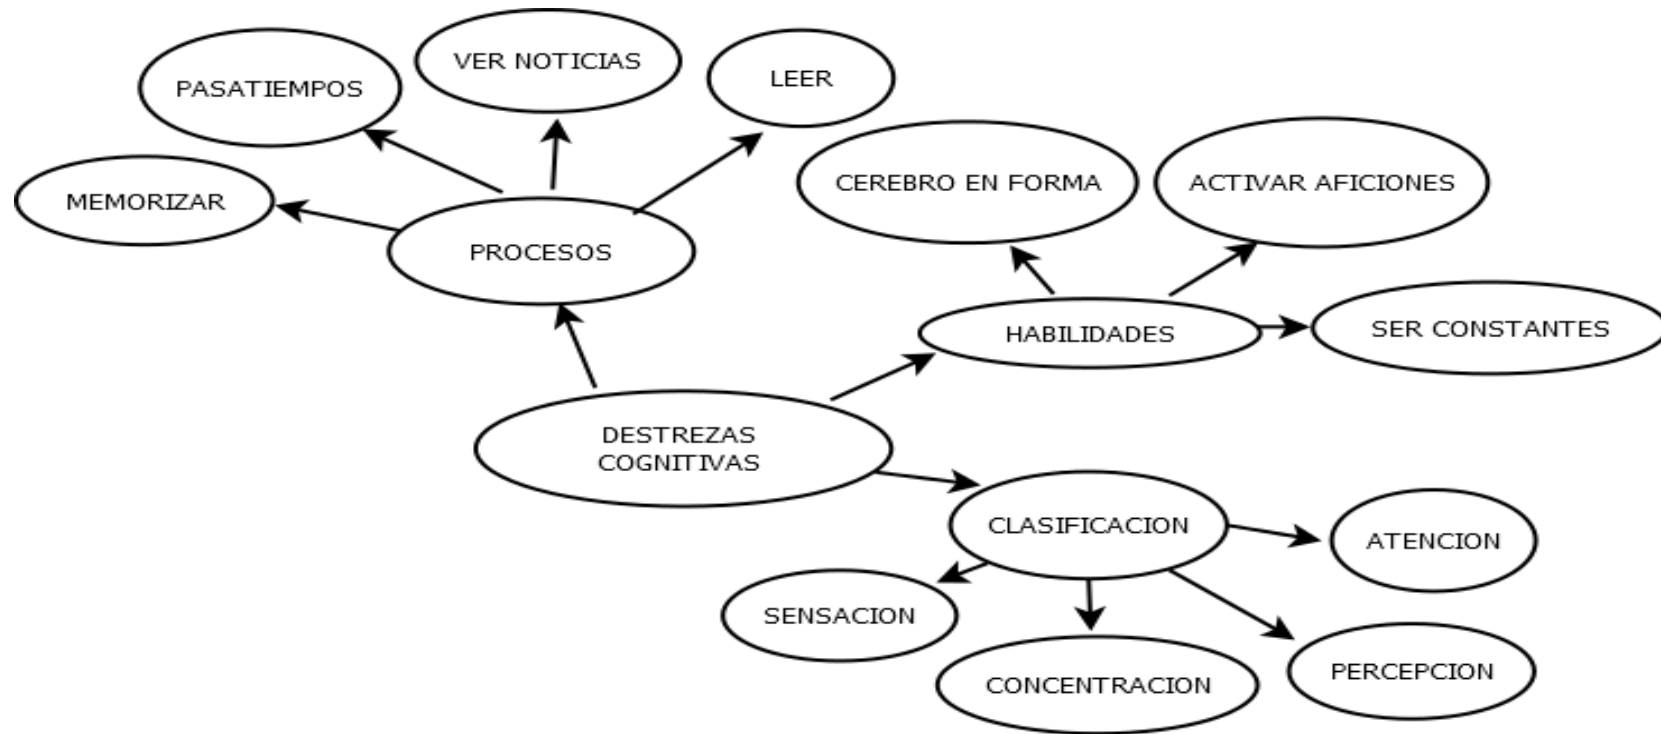 VER NOTICIAS
PASATIEMPOS
LEER
MEMORIZAR
PROCESOS
CEREBRO EN FORMA
ACTIVAR AFICIONES
HABILIDADES
SER CONSTANTES
DESTREZAS
COGNITIVAS
CLASIFICACION
ATENCION
SENSACION
CONCENTRACION
PERCEPCION